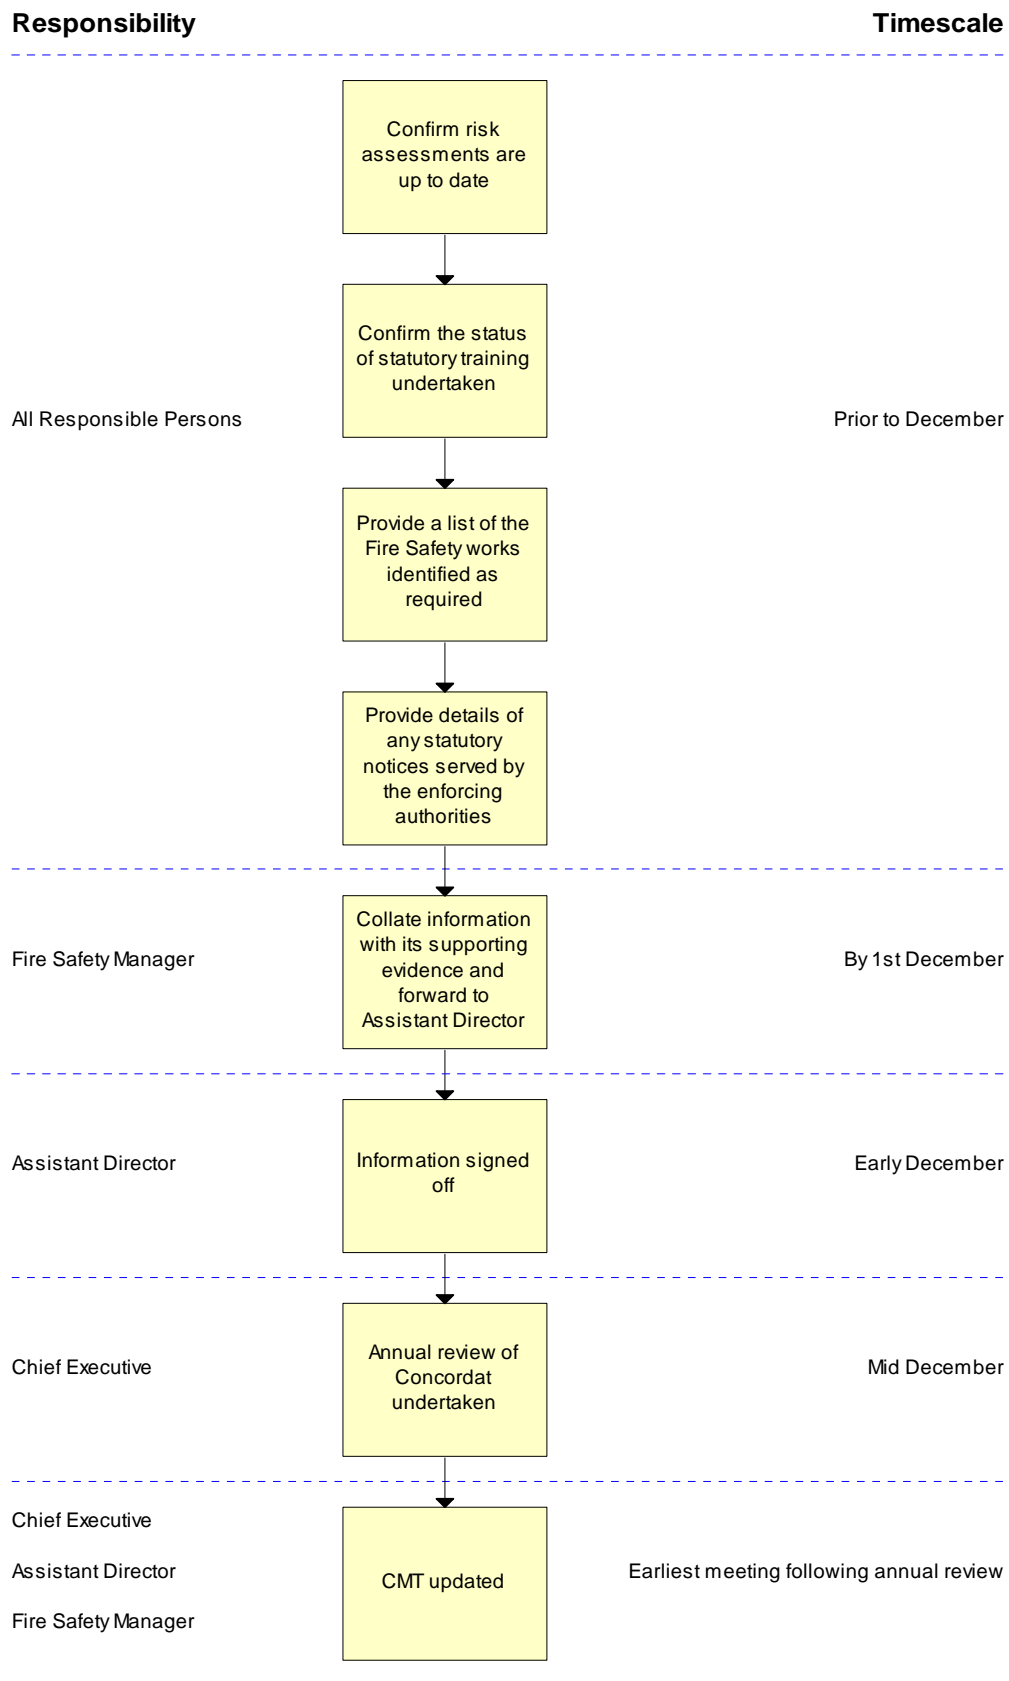 Responsibility
Timescale
Confirm risk
assessments are
up to date
Confirm the status
of statutory training
undertaken
All Responsible Persons
Prior to December
Provide a list of the
Fire Safety works
identified as
required
Provide details of
any statutory
notices served by
the enforcing
authorities
Collate information
with its supporting
evidence and
forward to
Assistant Director
Fire Safety Manager
By 1st December
Assistant Director
Information signed
off
Early December
Chief Executive
Annual review of
Concordat
undertaken
Mid December
Chief Executive
Assistant Director
Fire Safety Manager
CMT updated
Earliest meeting following annual review